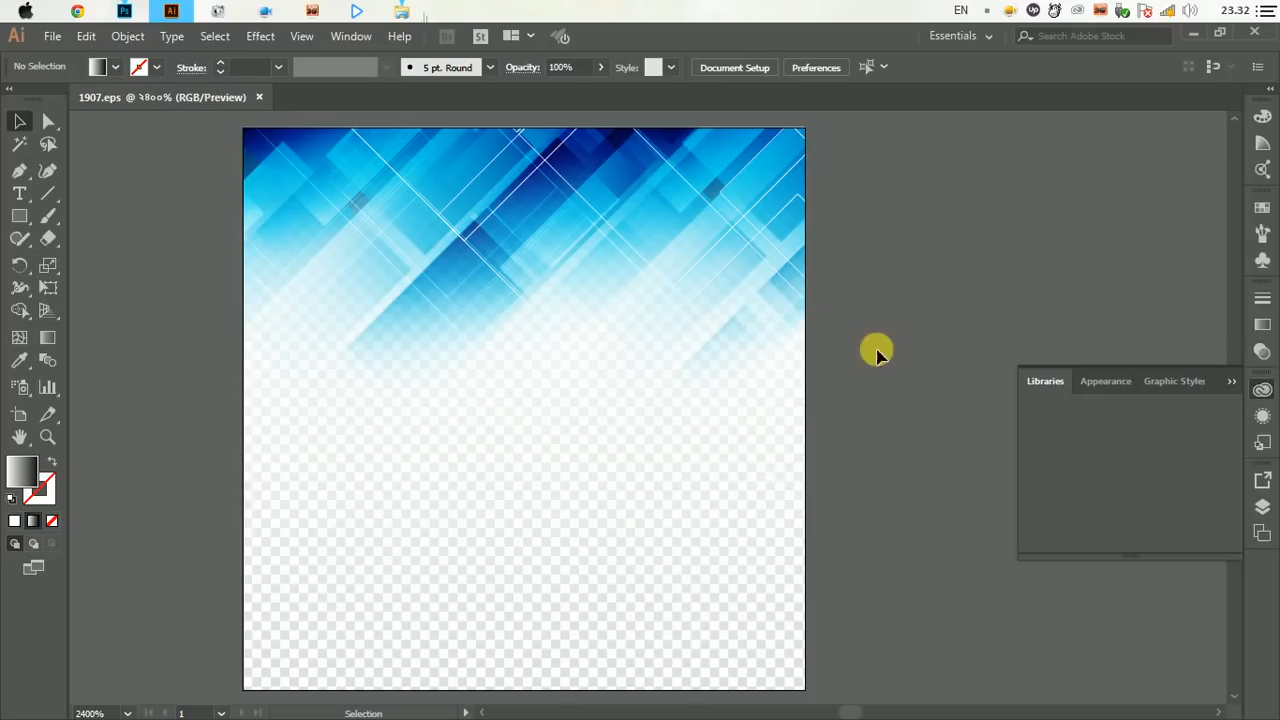 EN
23.32
Ai File Edit Object Type Select Effect View Window Help Br St Essentials Search Adobe Stock
No Selection Stroke: 5 pt. Round Opacity: 100% Style: Document Setup Preferences
1907.eps @ २४००% (RGB/Preview) ×
Libraries Appearance Graphic Styles
2400% 1 Selection